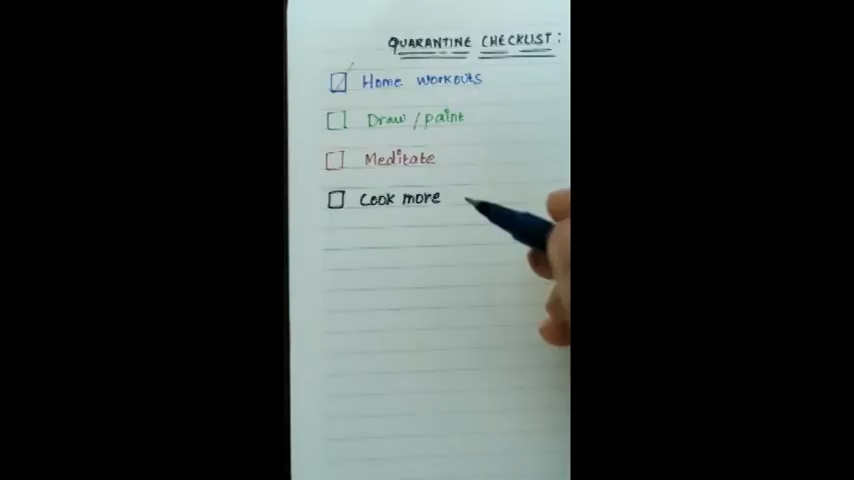 QUARANTINE CHECKLIST:
Home workouts
Draw/paint
Meditate
Cook more